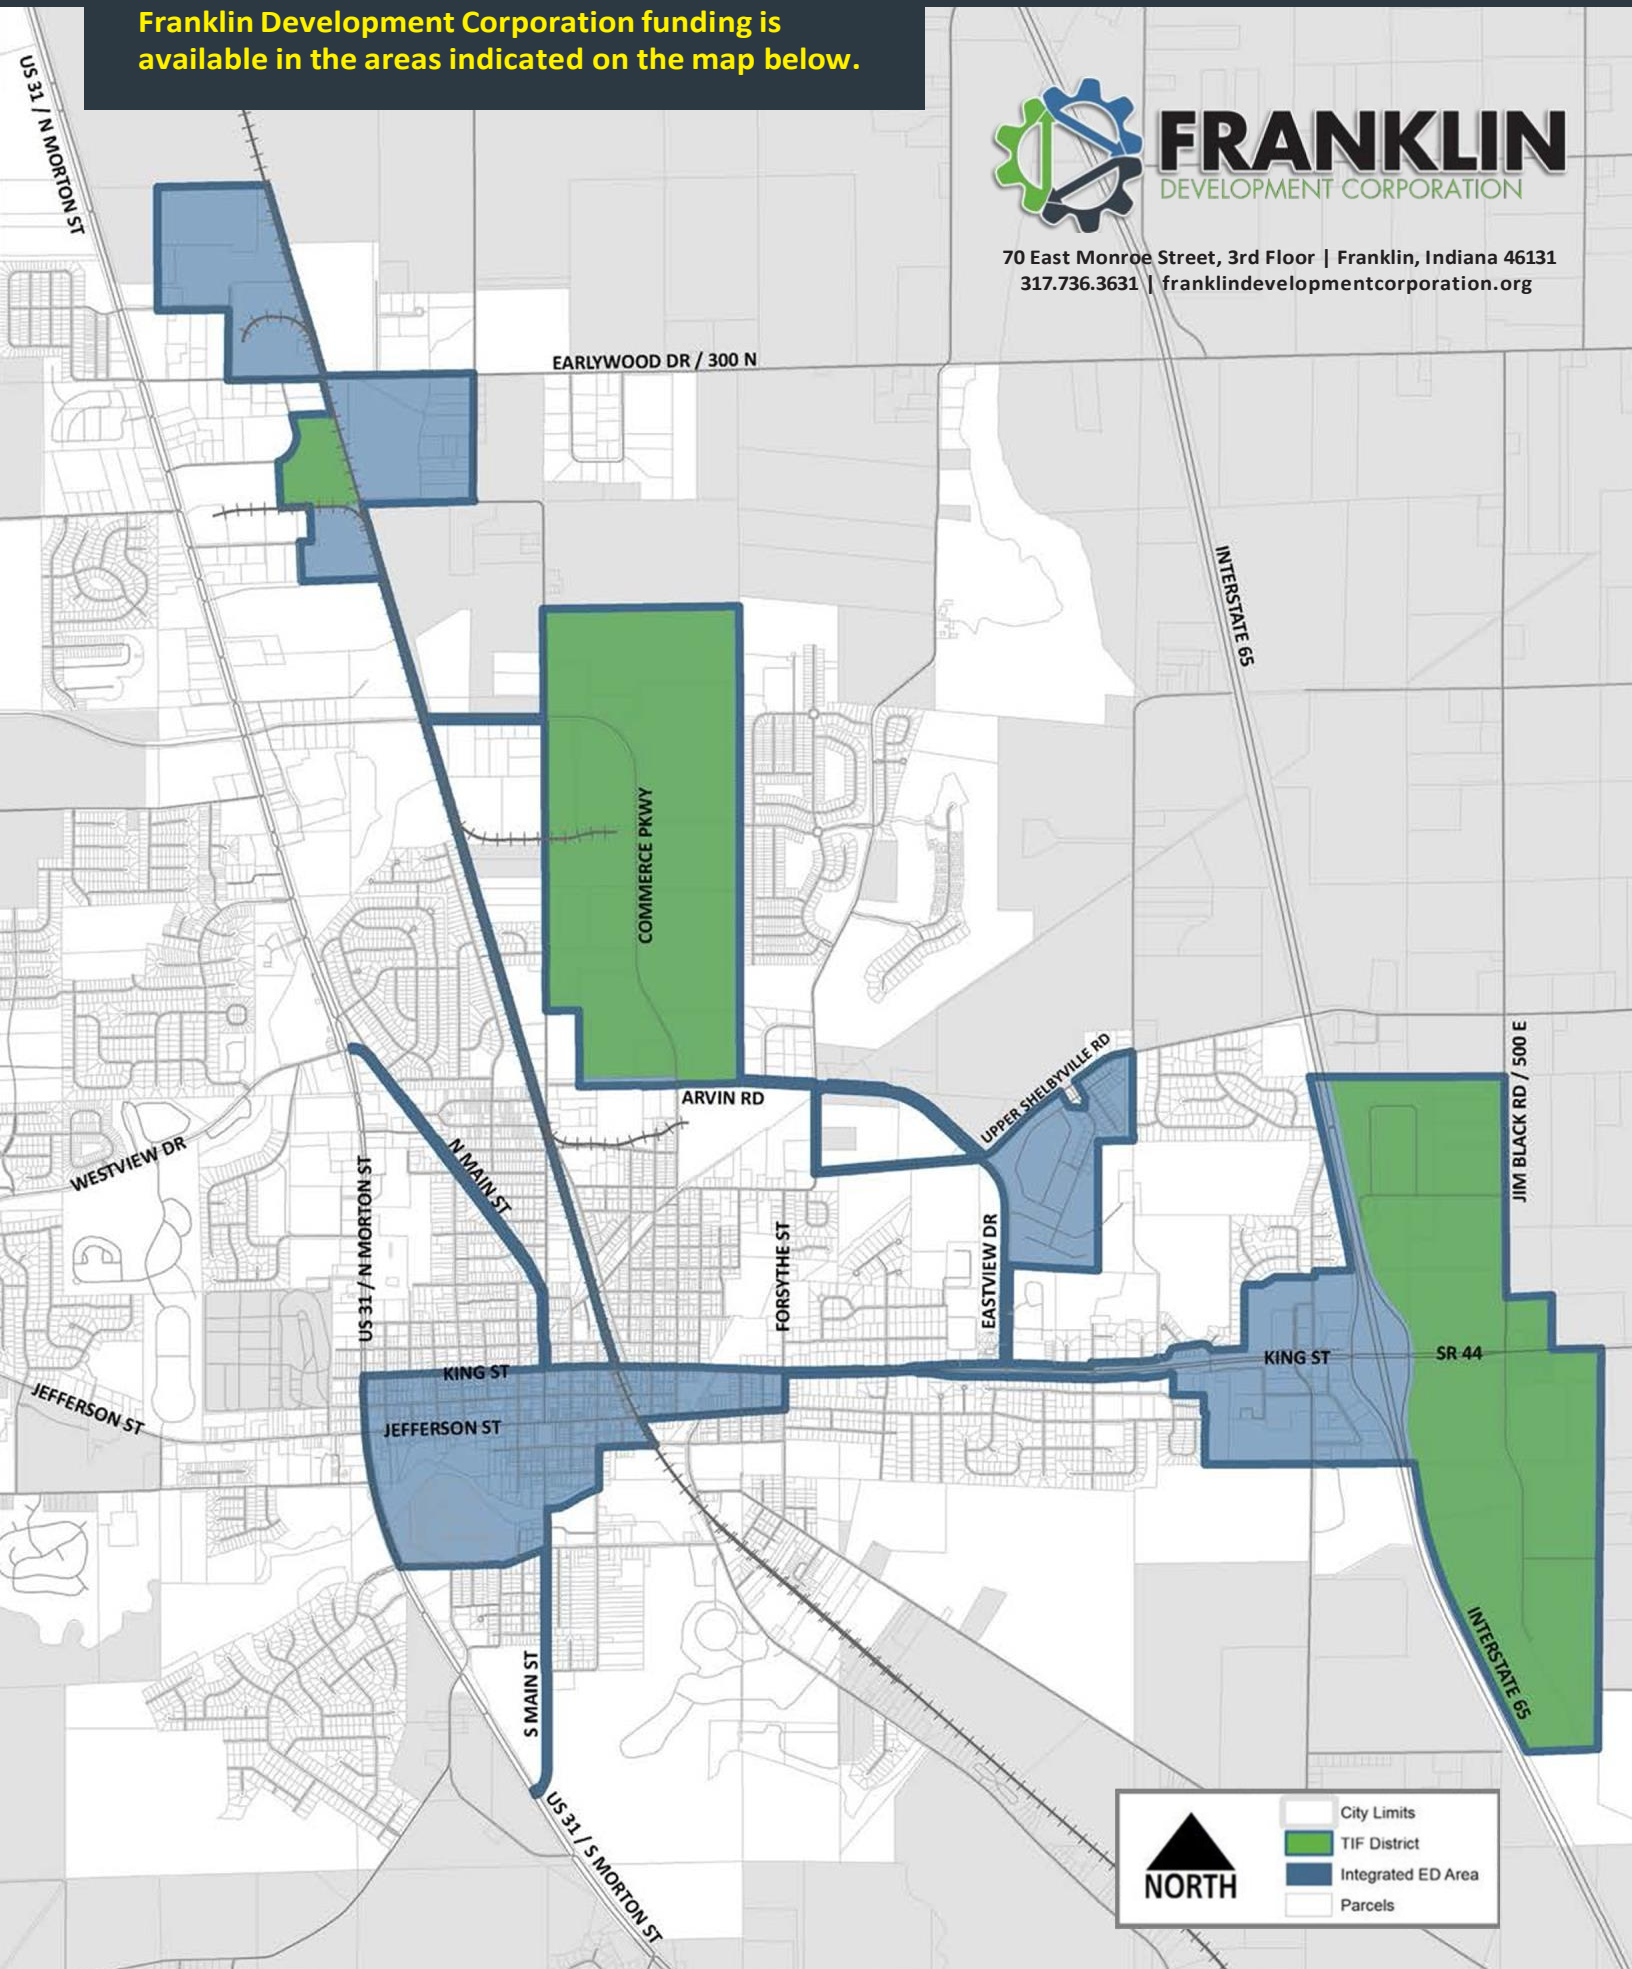 Franklin Development Corporation funding is
available in the areas indicated on the map below.
FRANKLIN
DEVELOPMENT CORPORATION
70 East Monroe Street, 3rd Floor | Franklin, Indiana 46131
317.736.3631 | franklindevelopmentcorporation.org
US 31 / N MORTON ST
EARLYWOOD DR / 300 N
INTERSTATE 65
COMMERCE PKWY
ARVIN RD
UPPER SHELBYVILLE RD
JIM BLACK RD / 500 E
WESTVIEW DR
N MAIN ST
US 31 / N MORTON ST
FORSYTHE ST
EASTVIEW DR
KING ST
KING ST
SR 44
JEFFERSON ST
JEFFERSON ST
S MAIN ST
INTERSTATE 65
US 31 / S MORTON ST
NORTH
City Limits
TIF District
Integrated ED Area
Parcels